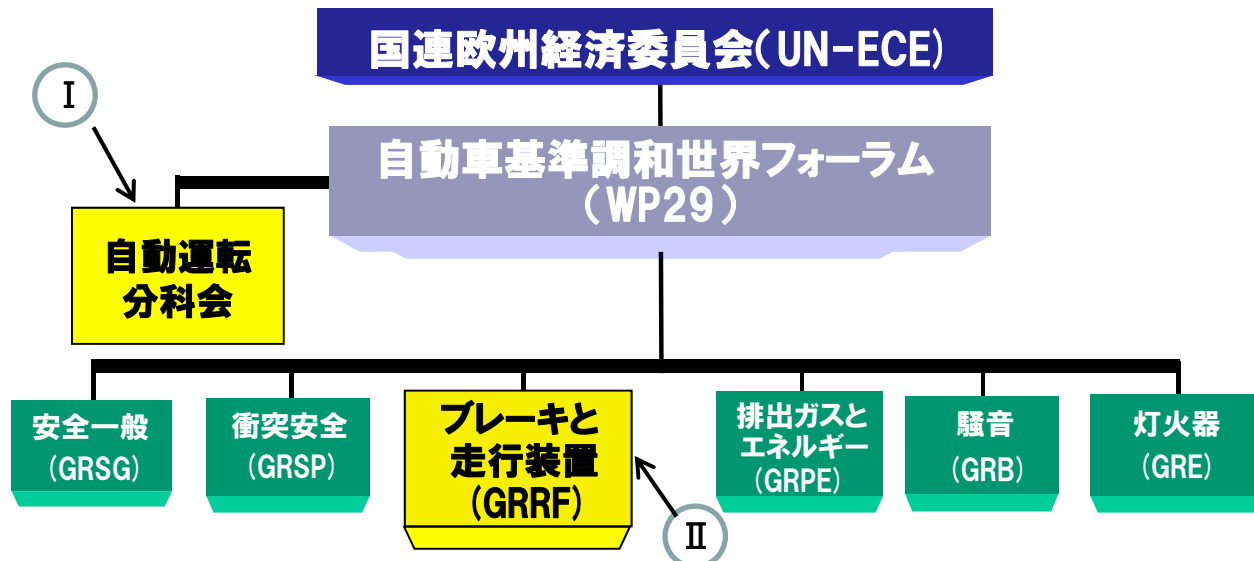 国連欧州経済委員会(UN-ECE)
Ⅰ
自動車基準調和世界フォーラム
(WP29)
自動運転
分科会
安全一般
(GRSG)
衝突安全
(GRSP)
ブレーキと
走行装置
(GRRF)
排出ガスと
エネルギー
(GRPE)
騒音
(GRB)
灯火器
(GRE)
Ⅱ